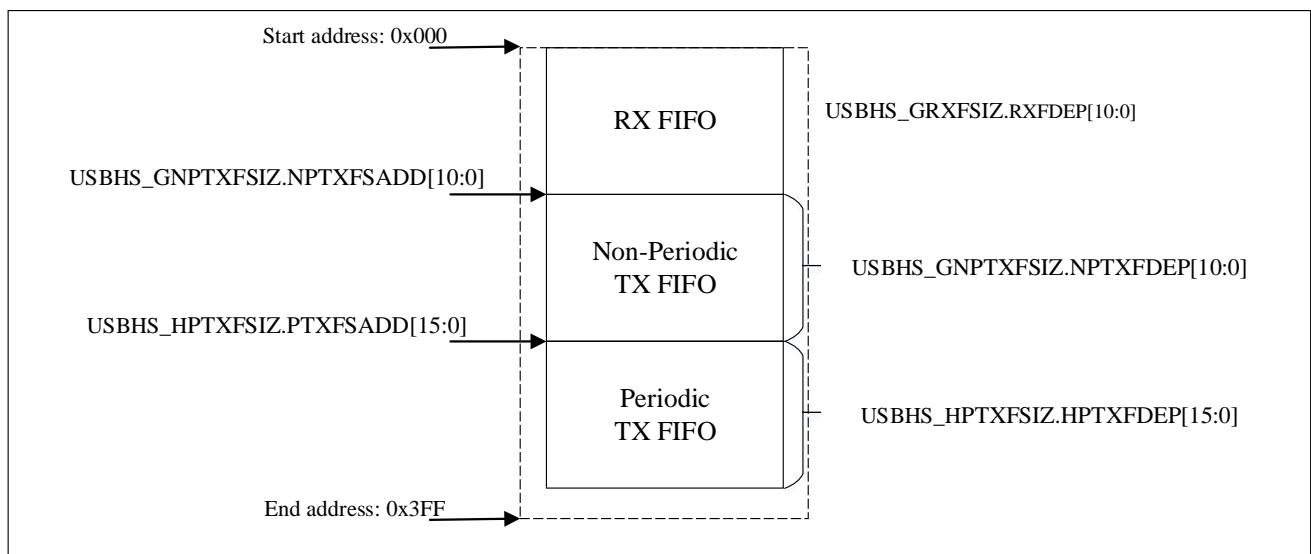 Start address: 0x000
RX FIFO
USBHS_GRXFSIZ.RXFDEP[10:0]
USBHS_GNPTXFSIZ.NPTXFSADD[10:0]
Non-Periodic
TX FIFO
USBHS_GNPTXFSIZ.NPTXFDEP[10:0]
USBHS_HPTXFSIZ.PTXFSADD[15:0]
Periodic
TX FIFO
USBHS_HPTXFSIZ.HPTXFDEP[15:0]
End address: 0x3FF